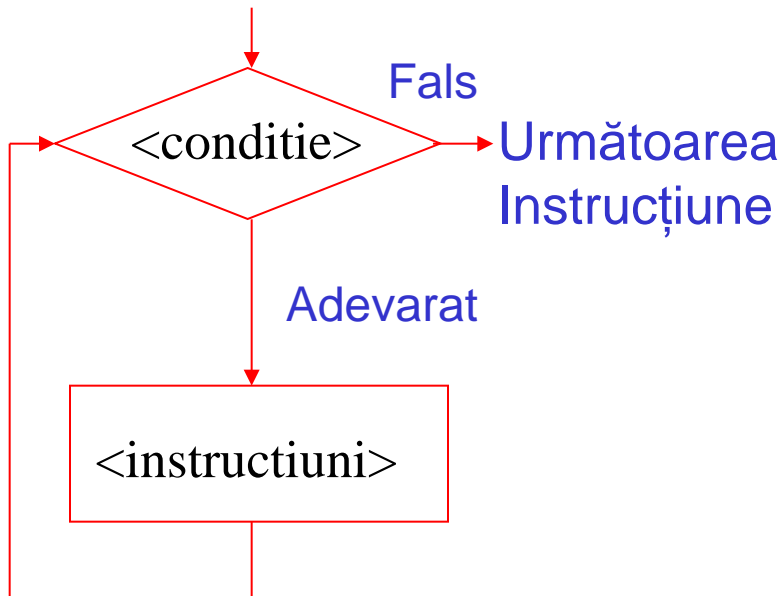 Fals
<conditie>
Următoarea
Instrucțiune
Adevarat
<instructiuni>